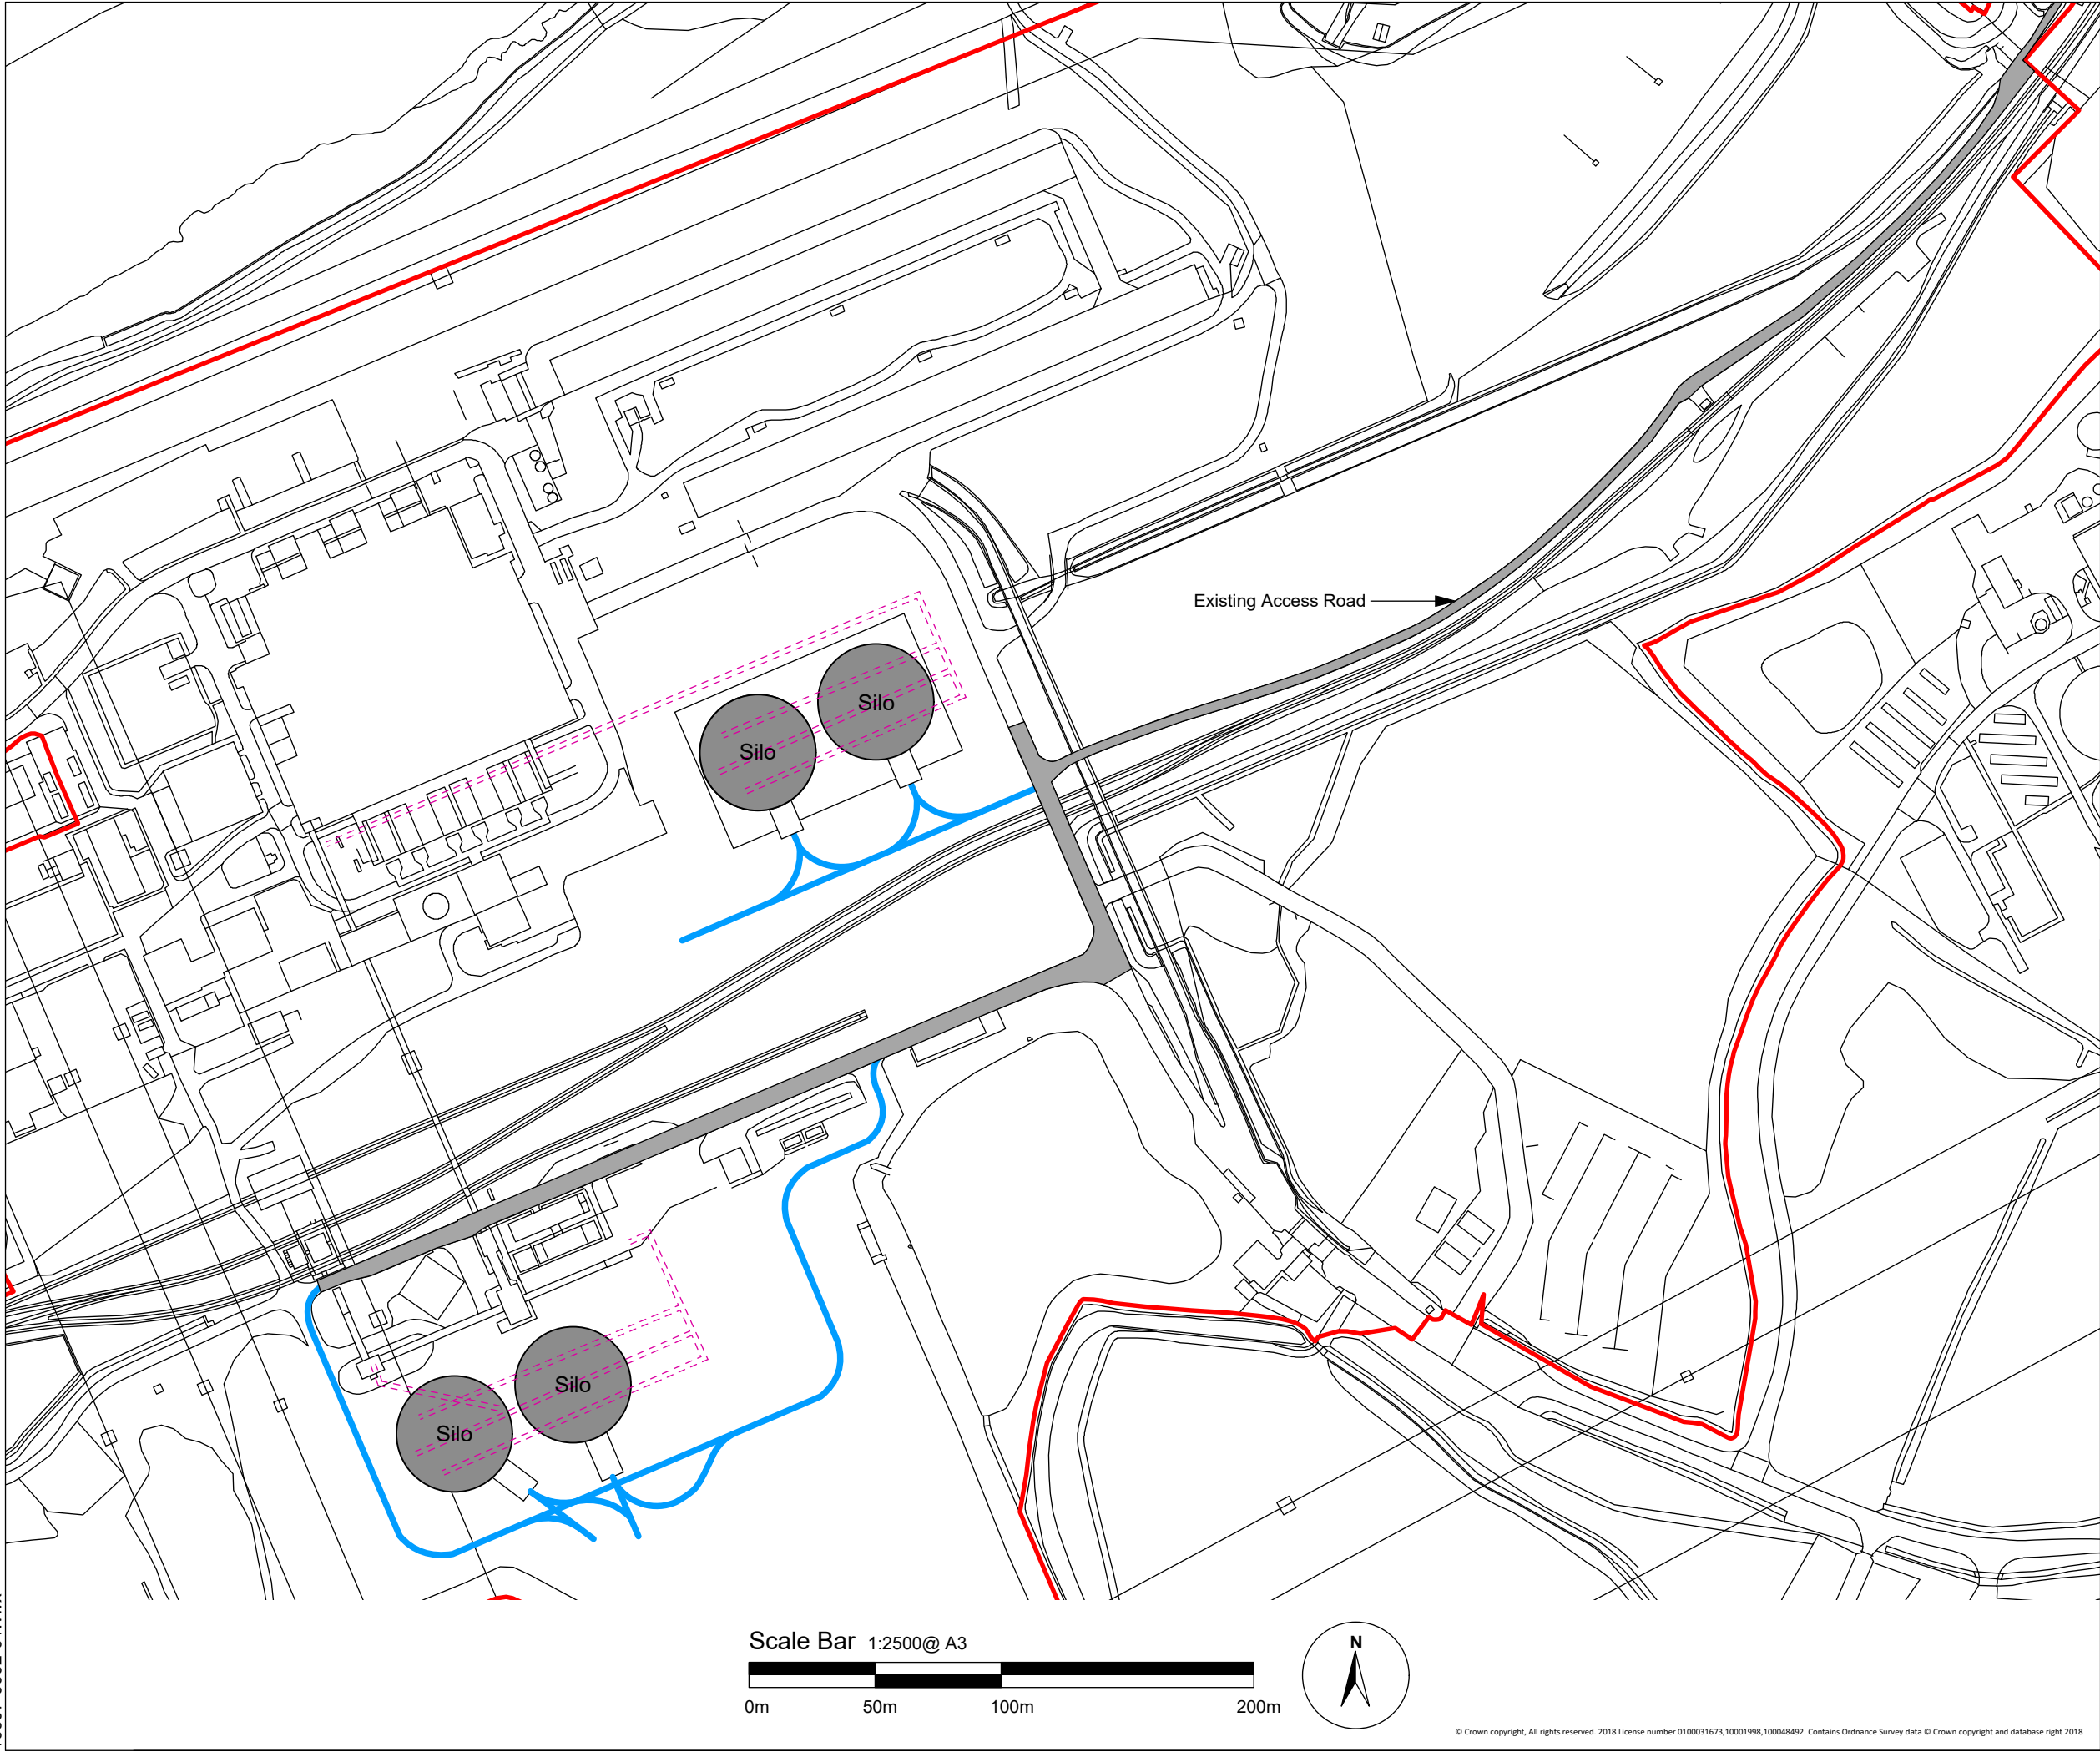 Existing Access Road
Silo
Silo
Silo
Silo
Scale Bar 1:2500@ A3
N
0m 50m 100m 200m
© Crown copyright, All rights reserved. 2018 License number 0100031673,10001998,100048492. Contains Ordnance Survey data © Crown copyright and database right 2018